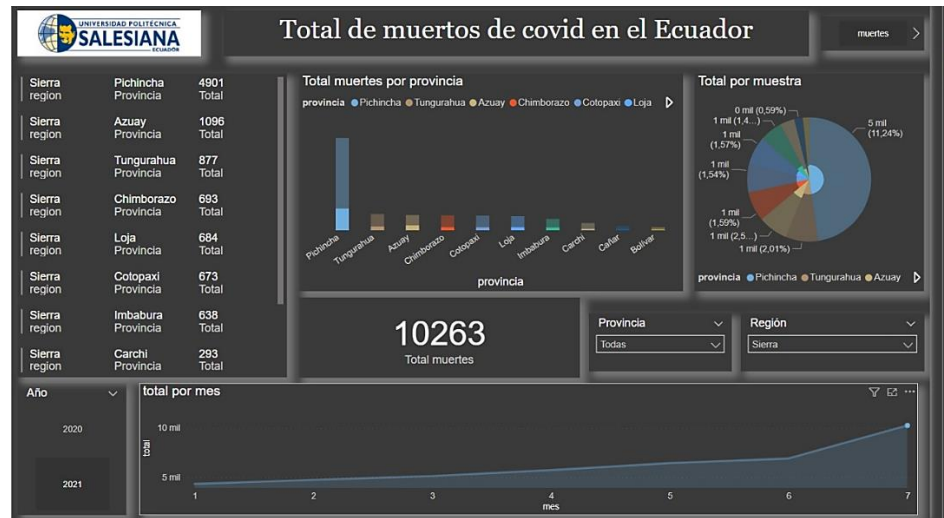 UNIVERSIDAD POLITÉCNICA
SALESIANA
ECUADOR
Total de muertos de covid en el Ecuador
muertes
Sierra Pichincha 4901
region Provincia Total
Sierra Azuay 1096
region Provincia Total
Sierra Tungurahua 877
region Provincia Total
Sierra Chimborazo 693
region Provincia Total
Sierra Loja 684
region Provincia Total
Sierra Cotopaxi 673
region Provincia Total
Sierra Imbabura 638
region Provincia Total
Sierra Carchi 293
region Provincia Total
Total muertes por provincia
provincia Pichincha Tungurahua Azuay Chimborazo Cotopaxi Loja
Pichincha Tungurahua Azuay Chimborazo Cotopaxi Loja Imbabura Carchi Cañar Bolívar
provincia
Total por muestra
0 mil (0,59%)
1 mil (1,4...)
1 mil
(1,57%)
1 mil
(1,54%)
1 mil
(1,59%)
1 mil (2,5...)
1 mil (2,01%)
5 mil
(11,24%)
provincia Pichincha Tungurahua Azuay
10263
Total muertes
Provincia
Todas
Región
Sierra
Año
2020
2021
total por mes
10 mil
total
5 mil
1 2 3 4 5 6 7
mes